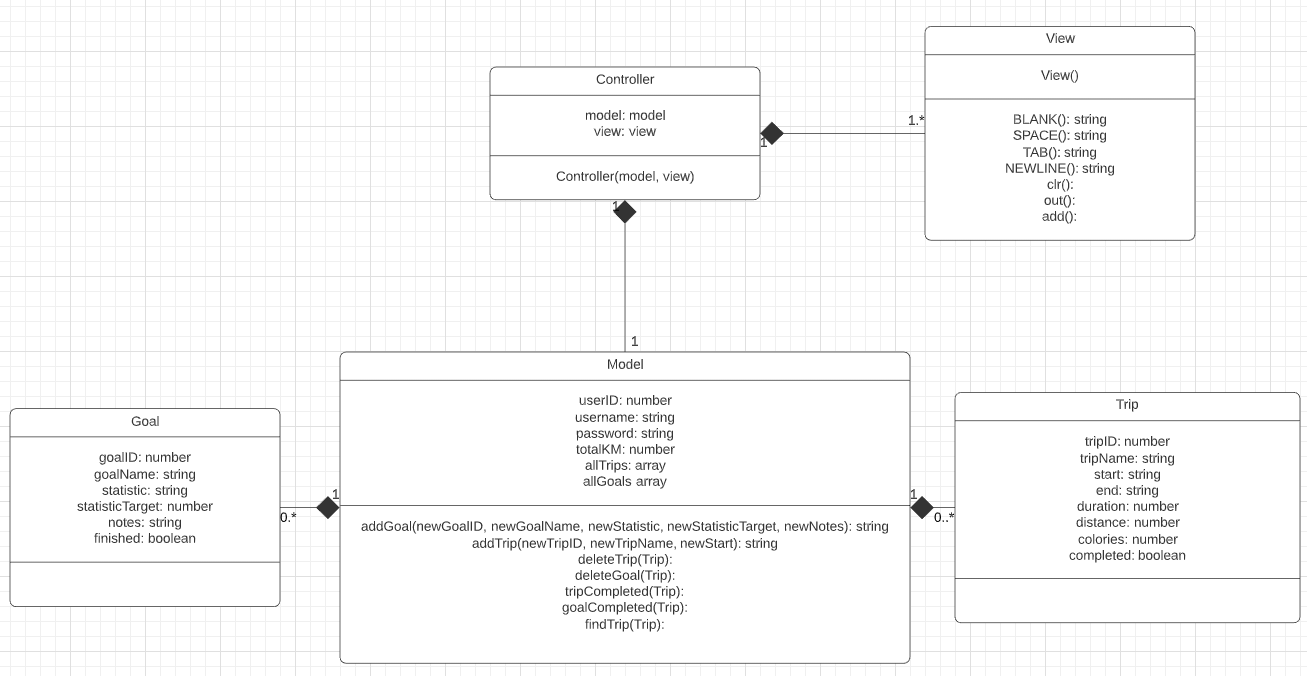 View
View()
BLANK(): string
SPACE(): string
TAB(): string
NEWLINE(): string
clr():
out():
add():
Controller
model: model
view: view
Controller(model, view)
1
1.*
1
1
Model
userID: number
username: string
password: string
totalKM: number
allTrips: array
allGoals array
addGoal(newGoalID, newGoalName, newStatistic, newStatisticTarget, newNotes): string
addTrip(newTripID, newTripName, newStart): string
deleteTrip(Trip):
deleteGoal(Trip):
tripCompleted(Trip):
goalCompleted(Trip):
findTrip(Trip):
Goal
goalID: number
goalName: string
statistic: string
statisticTarget: number
notes: string
finished: boolean
0.*
1
1
0..*
Trip
tripID: number
tripName: string
start: string
end: string
duration: number
distance: number
colories: number
completed: boolean